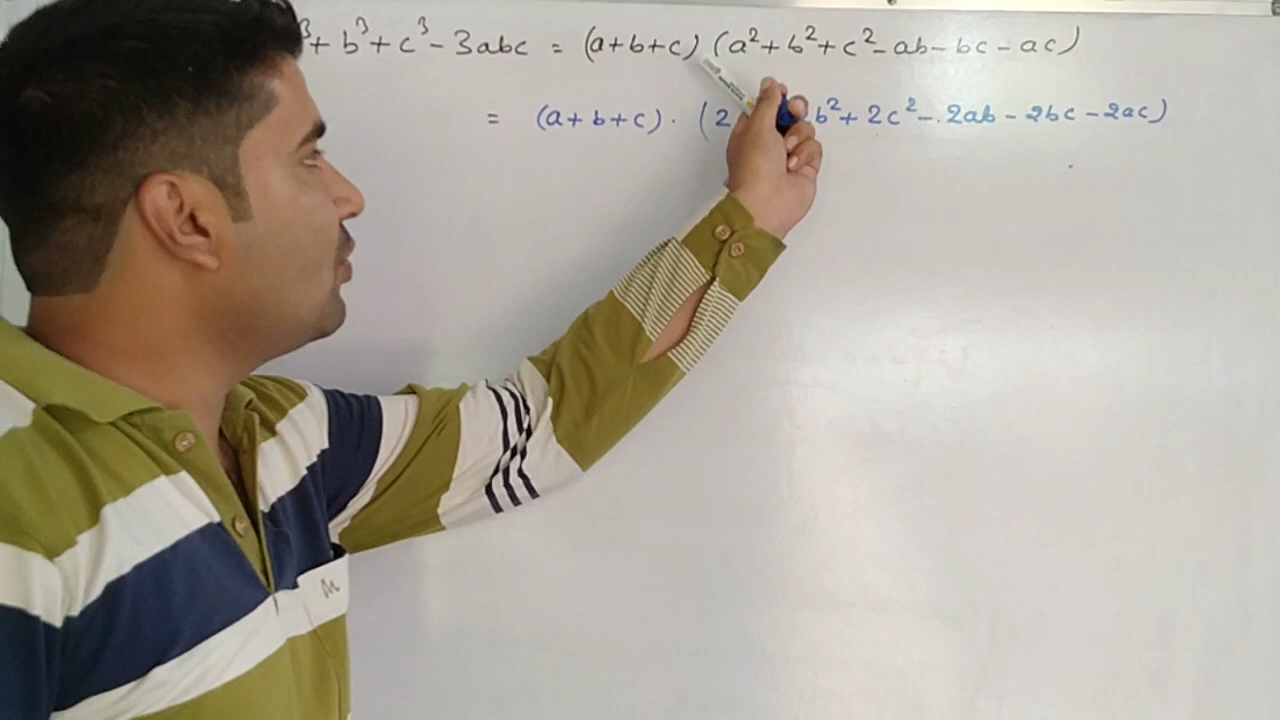 ³+ b³ + c³ - 3abc = (a+b+c) (a² + b² + c² - ab - bc - ac)
= (a+b+c) · (2 b² + 2c² - 2ab - 2bc - 2ac)